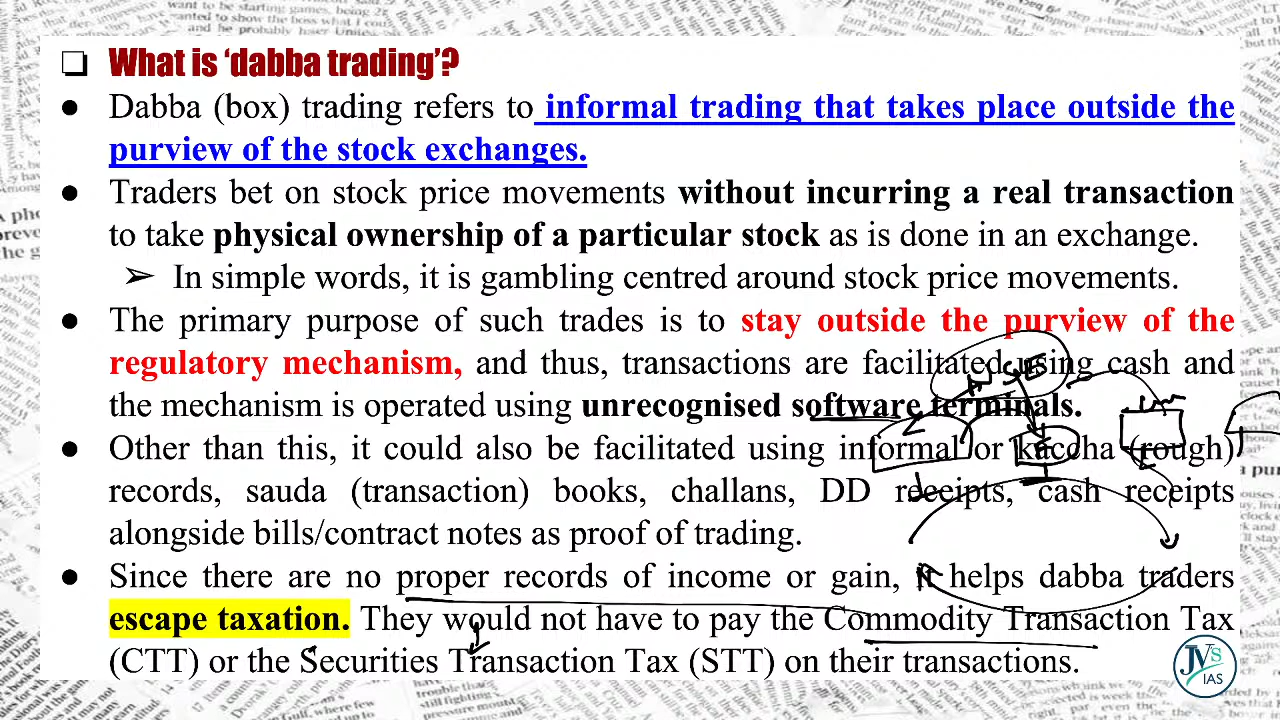 ❑ What is ‘dabba trading’?
● Dabba (box) trading refers to informal trading that takes place outside the
purview of the stock exchanges.
● Traders bet on stock price movements without incurring a real transaction
to take physical ownership of a particular stock as is done in an exchange.
➢ In simple words, it is gambling centred around stock price movements.
● The primary purpose of such trades is to stay outside the purview of the
regulatory mechanism, and thus, transactions are facilitated using cash and
NSE
the mechanism is operated using unrecognised software terminals.
● Other than this, it could also be facilitated using informal or kaccha (rough)
records, sauda (transaction) books, challans, DD receipts, cash receipts
alongside bills/contract notes as proof of trading.
● Since there are no proper records of income or gain, it helps dabba traders
escape taxation. They would not have to pay the Commodity Transaction Tax
(CTT) or the Securities Transaction Tax (STT) on their transactions.
JV'S
IAS